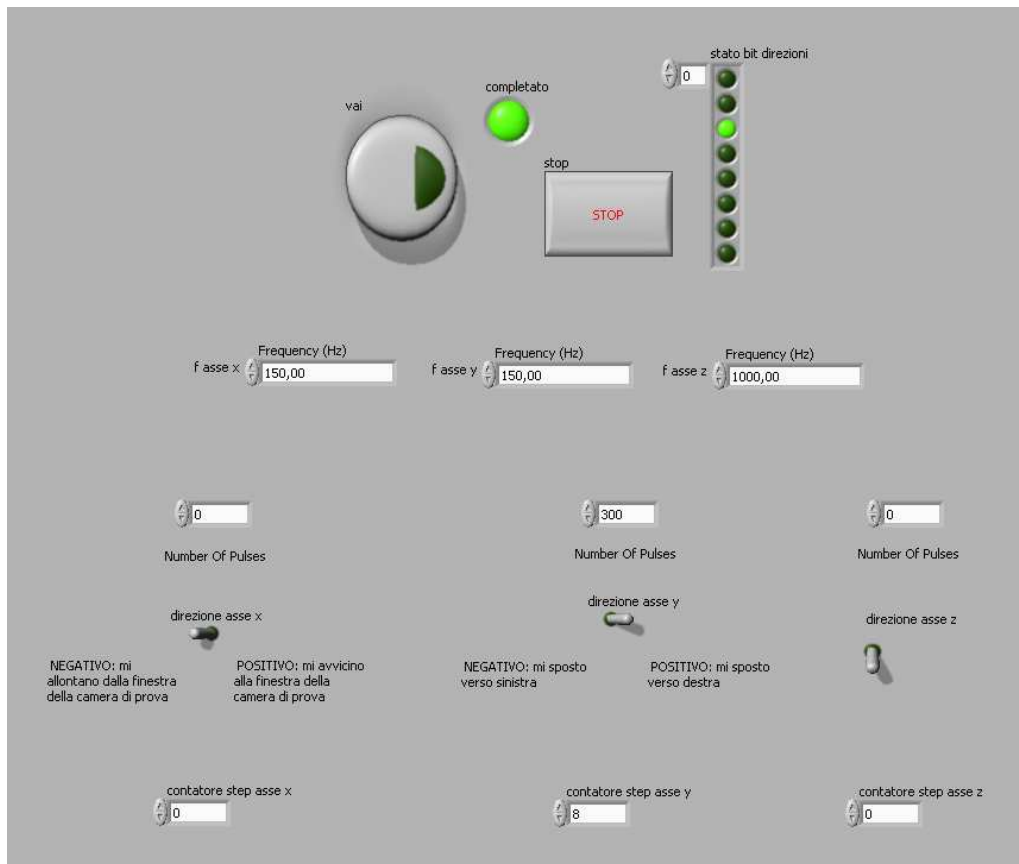 stato bit direzioni
0
completato
vai
stop
STOP
Frequency (Hz)
f asse x
150,00
Frequency (Hz)
f asse y
150,00
Frequency (Hz)
f asse z
1000,00
0
300
0
Number Of Pulses
Number Of Pulses
Number Of Pulses
direzione asse x
direzione asse y
direzione asse z
NEGATIVO: mi
allontano dalla finestra
della camera di prova
POSITIVO: mi avvicino
alla finestra della
camera di prova
NEGATIVO: mi sposto
verso sinistra
POSITIVO: mi sposto
verso destra
contatore step asse x
0
contatore step asse y
8
contatore step asse z
0